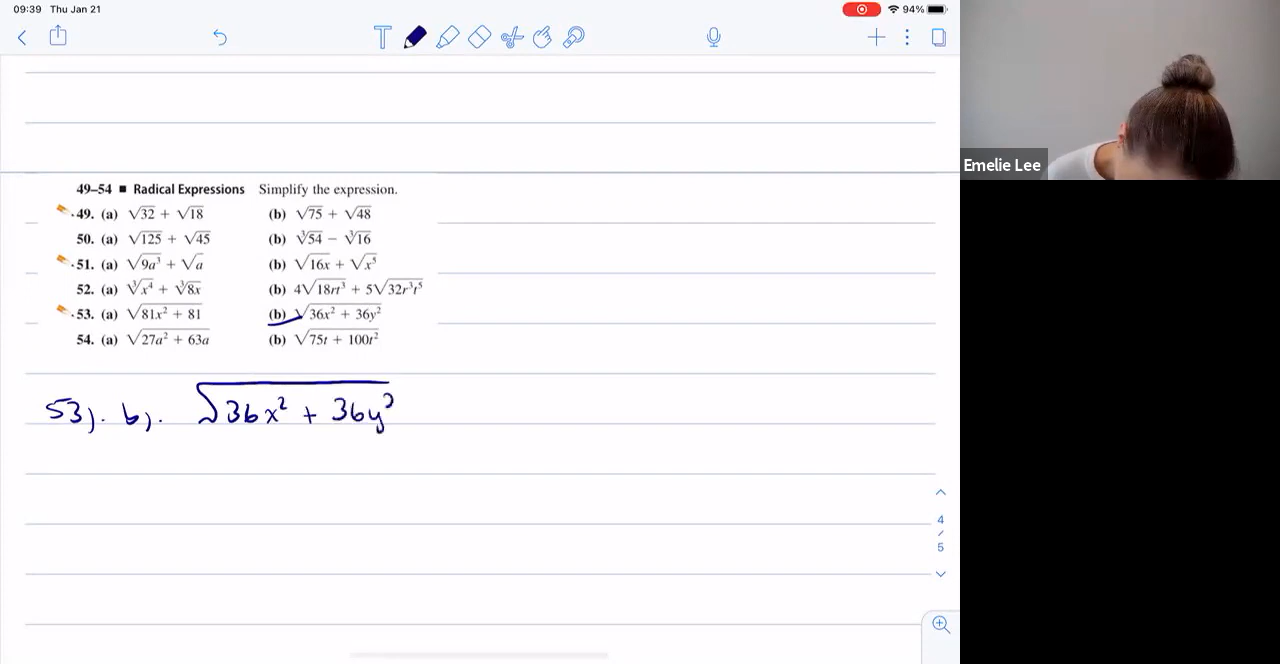 09:39 Thu Jan 21
94%
T
Emelie Lee
49–54 ■ Radical Expressions Simplify the expression.
49. (a) √32 + √18 (b) √75 + √48
50. (a) √125 + √45 (b) ∛54 − ∛16
51. (a) √9a³ + √a (b) √16x + √x⁵
52. (a) ∛x⁴ + ∛8x (b) 4√18rt³ + 5√32r³t⁵
53. (a) √81x² + 81 (b) √36x² + 36y²
54. (a) √27a² + 63a (b) √75t + 100t²
53). b). √36x² + 36y²
4
/
5